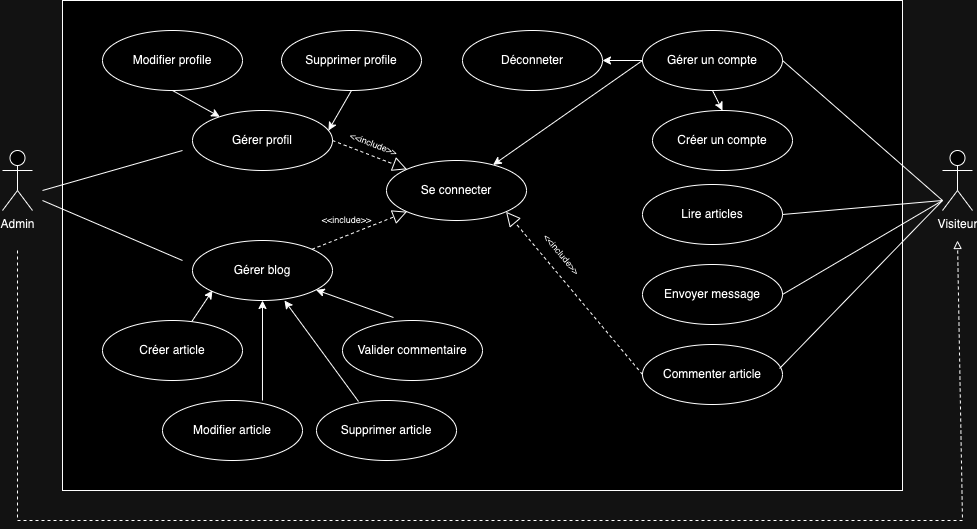 Modifier profile
Supprimer profile
Déconneter
Gérer un compte
Gérer profil
<<include>>
Créer un compte
Se connecter
Admin
Lire articles
Visiteur
<<include>>
<<include>>
Gérer blog
Envoyer message
Créer article
Valider commentaire
Commenter article
Modifier article
Supprimer article